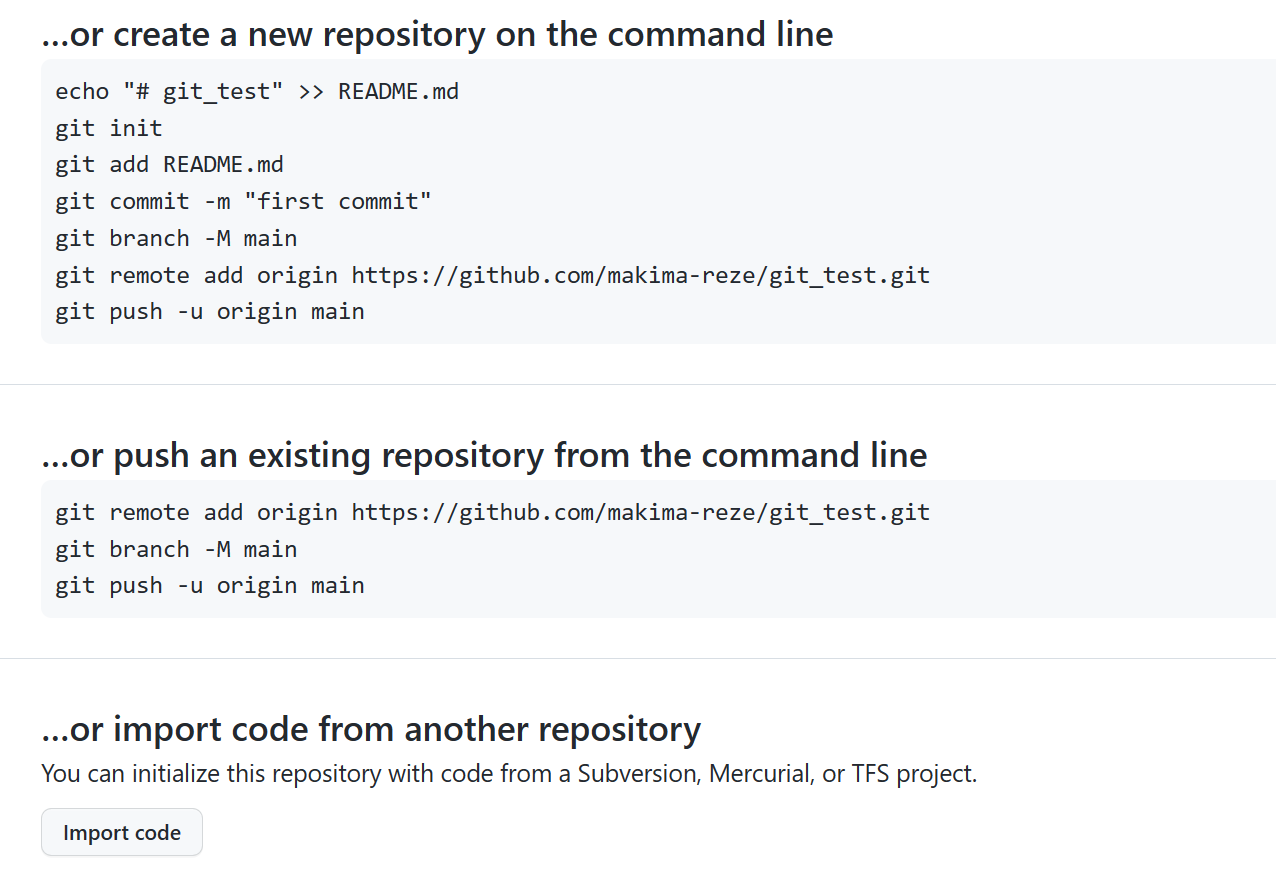 ...or create a new repository on the command line
echo "# git_test" >> README.md
git init
git add README.md
git commit -m "first commit"
git branch -M main
git remote add origin https://github.com/makima-reze/git_test.git
git push -u origin main
...or push an existing repository from the command line
git remote add origin https://github.com/makima-reze/git_test.git
git branch -M main
git push -u origin main
...or import code from another repository
You can initialize this repository with code from a Subversion, Mercurial, or TFS project.
Import code